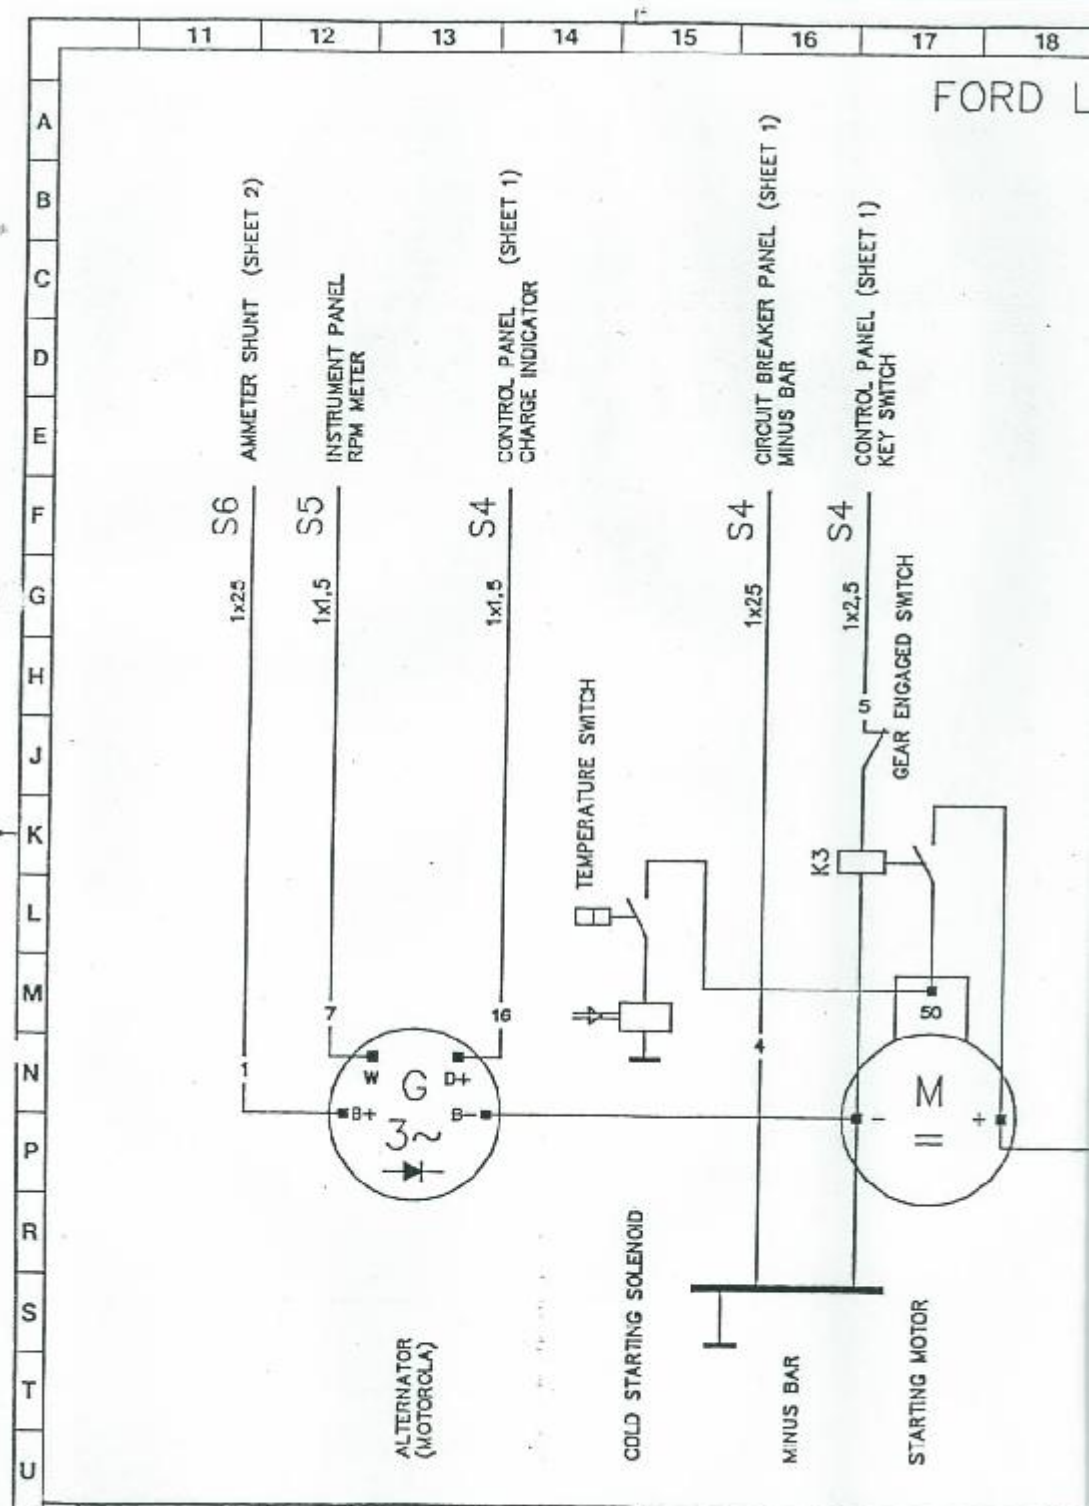 11 12 13 14 15 16 17 18
FORD L
A
B
C
D
E
F
G
H
J
K
L
M
N
P
R
S
T
U
AMMETER SHUNT (SHEET 2)
INSTRUMENT PANEL
RPM METER
CONTROL PANEL (SHEET 1)
CHARGE INDICATOR
CIRCUIT BREAKER PANEL (SHEET 1)
MINUS BAR
CONTROL PANEL (SHEET 1)
KEY SWITCH
S6
S5
S4
S4
S4
1x25
1x1,5
1x1,5
1x25
1x2,5
5
GEAR ENGAGED SWITCH
TEMPERATURE SWITCH
K3
7
16
50
1
4
W
D+
G
B+
B-
3~
M
=
-
+
ALTERNATOR
(MOTOROLA)
COLD STARTING SOLENOID
MINUS BAR
STARTING MOTOR